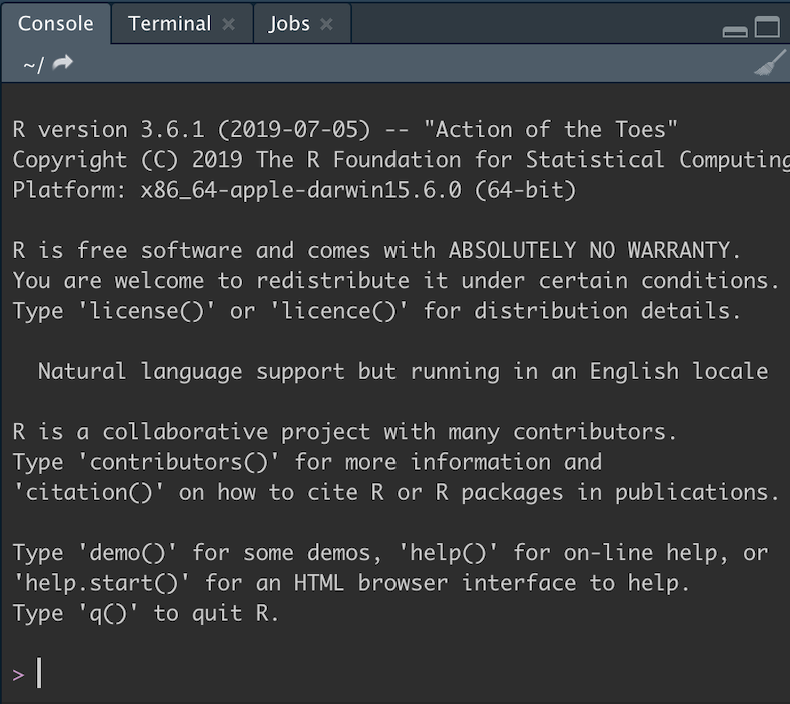 Console Terminal Jobs
~/
R version 3.6.1 (2019-07-05) -- "Action of the Toes"
Copyright (C) 2019 The R Foundation for Statistical Computing
Platform: x86_64-apple-darwin15.6.0 (64-bit)
R is free software and comes with ABSOLUTELY NO WARRANTY.
You are welcome to redistribute it under certain conditions.
Type 'license()' or 'licence()' for distribution details.
Natural language support but running in an English locale
R is a collaborative project with many contributors.
Type 'contributors()' for more information and
'citation()' on how to cite R or R packages in publications.
Type 'demo()' for some demos, 'help()' for on-line help, or
'help.start()' for an HTML browser interface to help.
Type 'q()' to quit R.
>